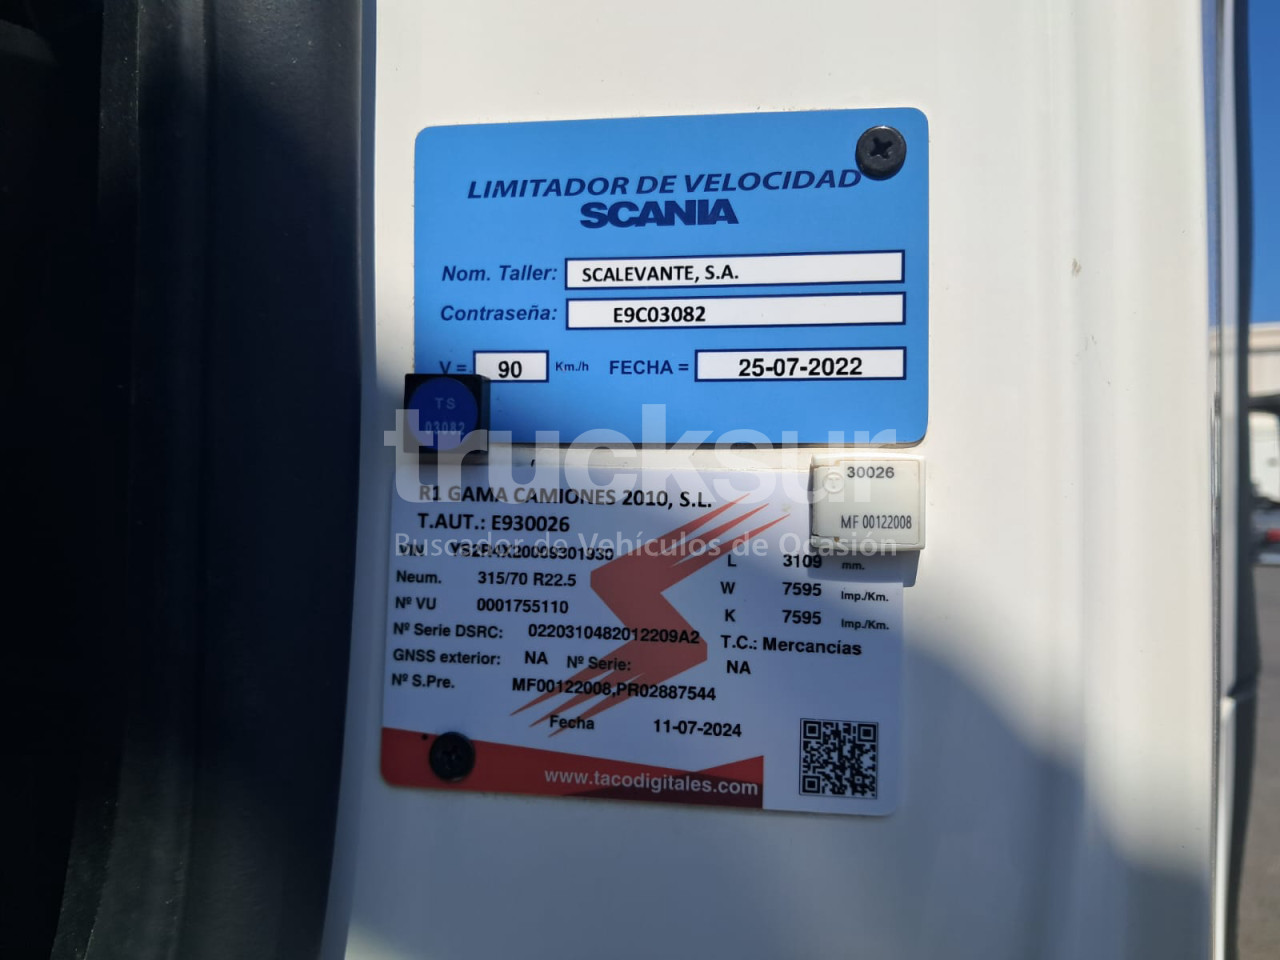 LIMITADOR DE VELOCIDAD
SCANIA
Nom. Taller: SCALEVANTE, S.A.
Contraseña: E9C03082
V = 90 Km./h FECHA = 25-07-2022
TS
03082
trucksur
Buscador de Vehículos de Ocasión
30026
MF 00122008
R1 GAMA CAMIONES 2010, S.L.
T.AUT.: E930026
VIN YS2R4X20009301930
L 3109 mm.
Neum. 315/70 R22.5
W 7595 Imp./Km.
Nº VU 0001755110
K 7595 Imp./Km.
Nº Serie DSRC: 0220310482012209A2
T.C.: Mercancías
GNSS exterior: NA Nº Serie: NA
Nº S.Pre. MF00122008,PR02887544
Fecha 11-07-2024
www.tacodigitales.com